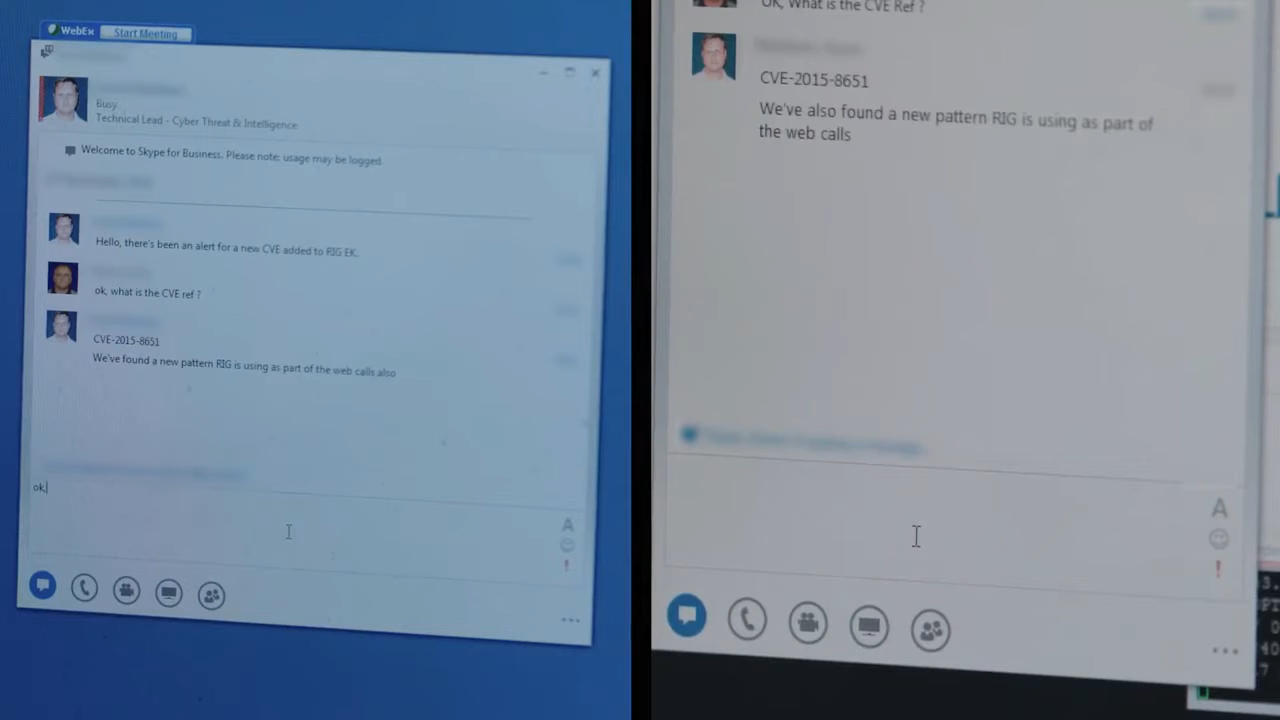 WebEx
Start Meeting
Busy
Technical Lead - Cyber Threat & Intelligence
Welcome to Skype for Business. Please note: usage may be logged.
Hello, there's been an alert for a new CVE added to RIG EK.
ok, what is the CVE ref ?
CVE-2015-8651
We've found a new pattern RIG is using as part of the web calls also
ok,
A
!
OK, What is the CVE Ref ?
CVE-2015-8651
We've also found a new pattern RIG is using as part of
the web calls
A
!
3.
0
40
7